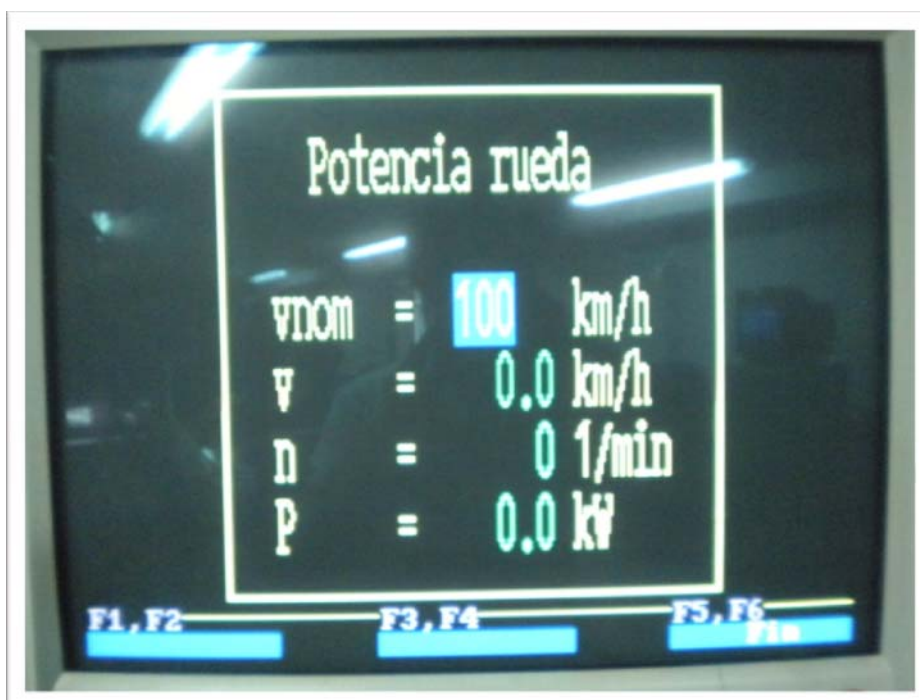 Potencia rueda
vnom = 100 km/h
v = 0.0 km/h
n = 0 1/min
P = 0.0 kW
F1,F2 F3,F4 F5,F6
Fin